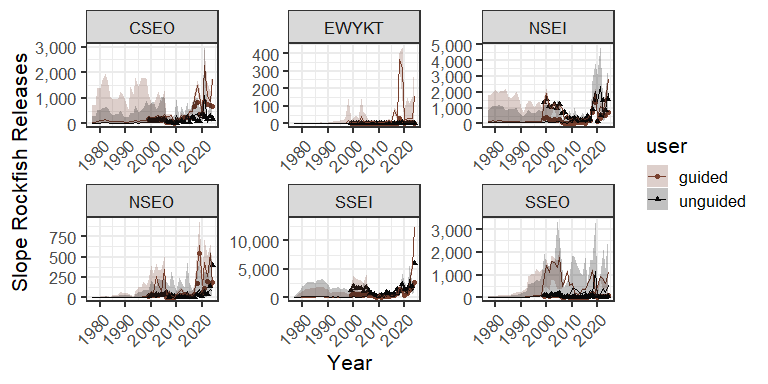 CSEO EWYKT NSEI
3,000
2,000
1,000
0
400
300
200
100
0
5,000
4,000
3,000
2,000
1,000
0
1980 1990 2000 2010 2020
1980 1990 2000 2010 2020
1980 1990 2000 2010 2020
NSEO SSEI SSEO
750
500
250
0
10,000
5,000
0
3,000
2,000
1,000
0
1980 1990 2000 2010 2020
1980 1990 2000 2010 2020
1980 1990 2000 2010 2020
Slope Rockfish Releases
Year
user
guided
unguided